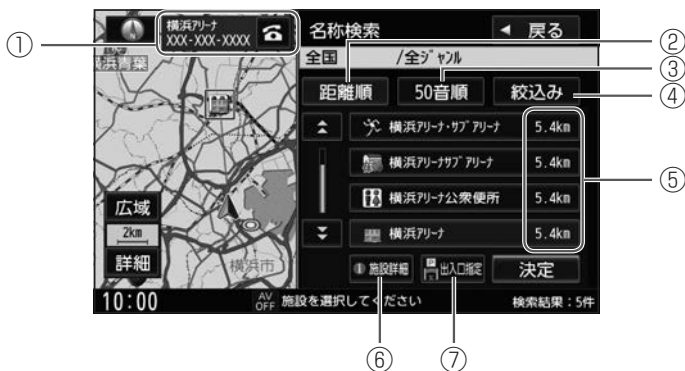 ①
横浜アリーナ
XXX-XXX-XXXX
名称検索
戻る
②
浜青葉
全国 /全ジャンル
③
距離順
50音順
絞込み
④
横浜アリーナ・サブアリーナ
5.4km
横浜アリーナサブアリーナ
5.4km
⑤
横浜アリーナ公衆便所
5.4km
横浜アリーナ
5.4km
広域
2km
詳細
横浜市
施設詳細
P
出入口指定
決定
10:00
AV
OFF
施設を選択してください
検索結果:5件
⑥
⑦